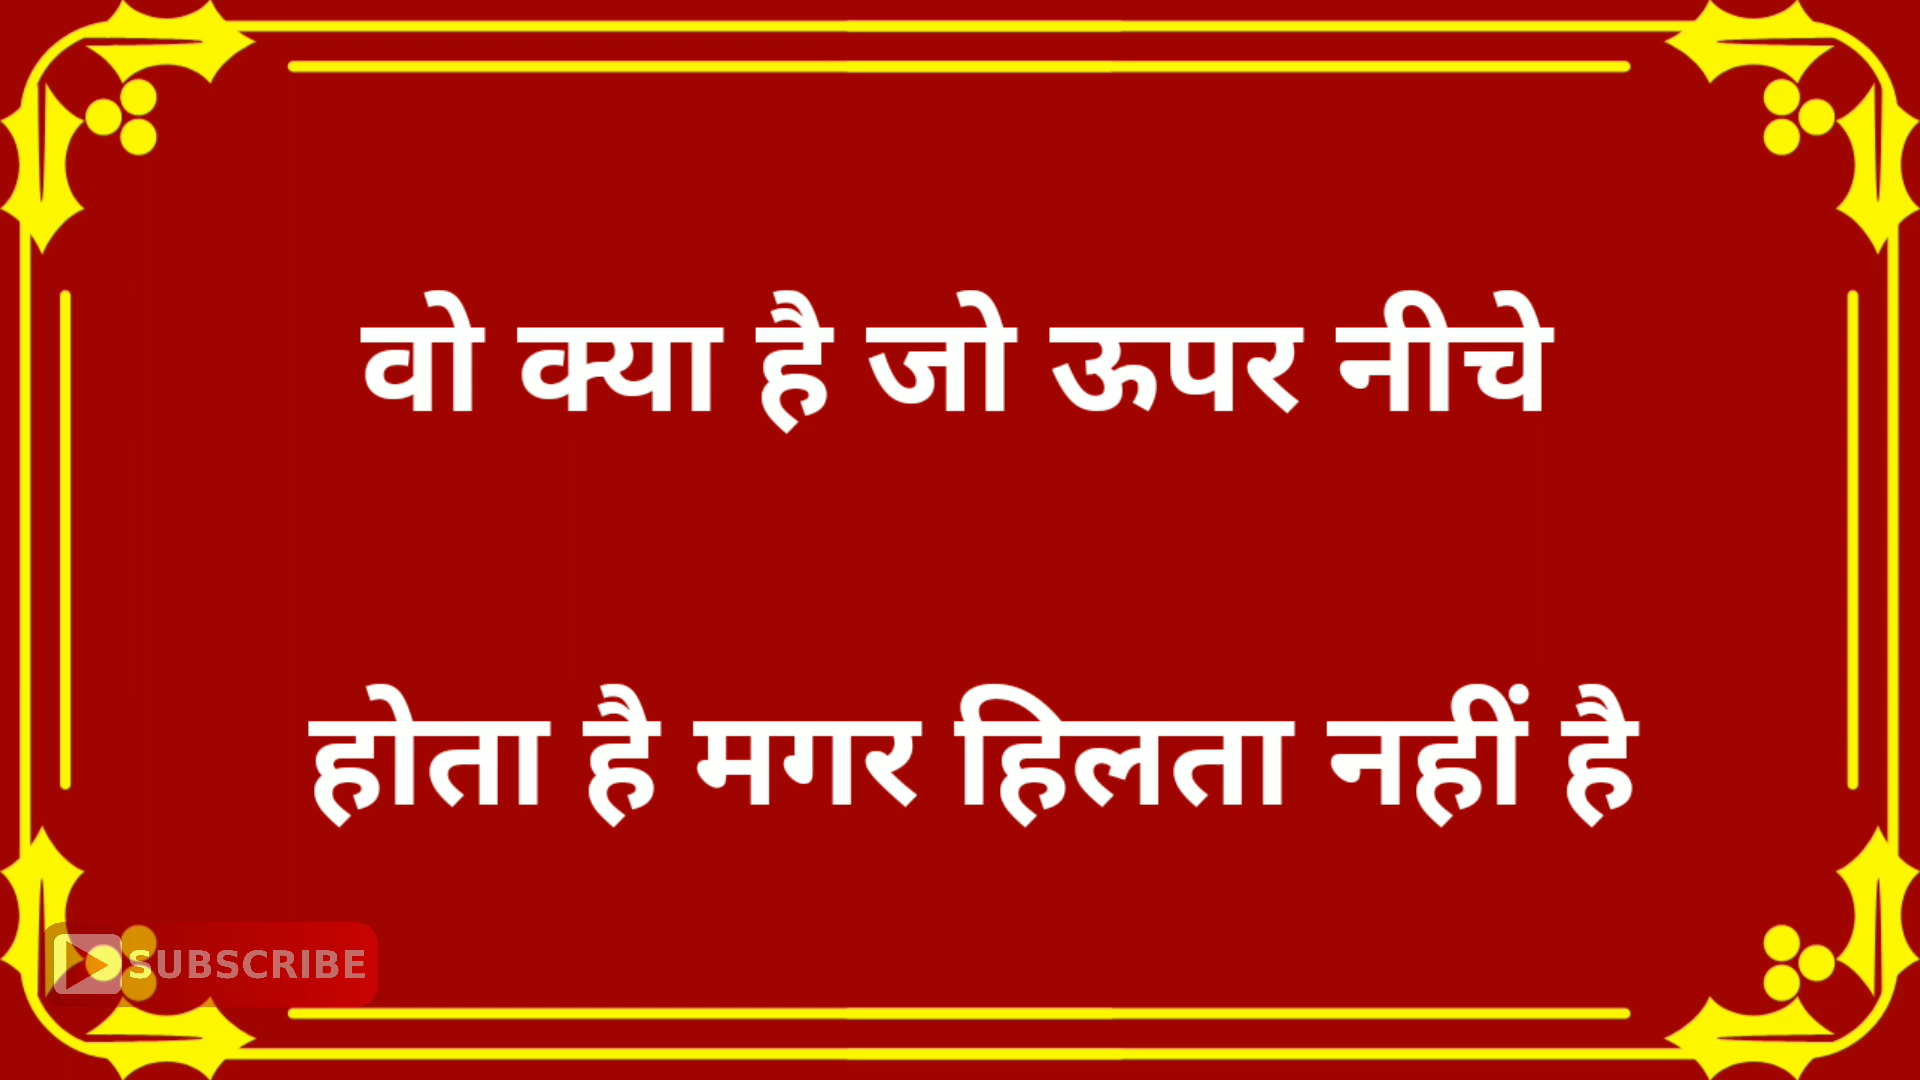 वो क्या है जो ऊपर नीचे
होता है मगर हिलता नहीं है
SUBSCRIBE